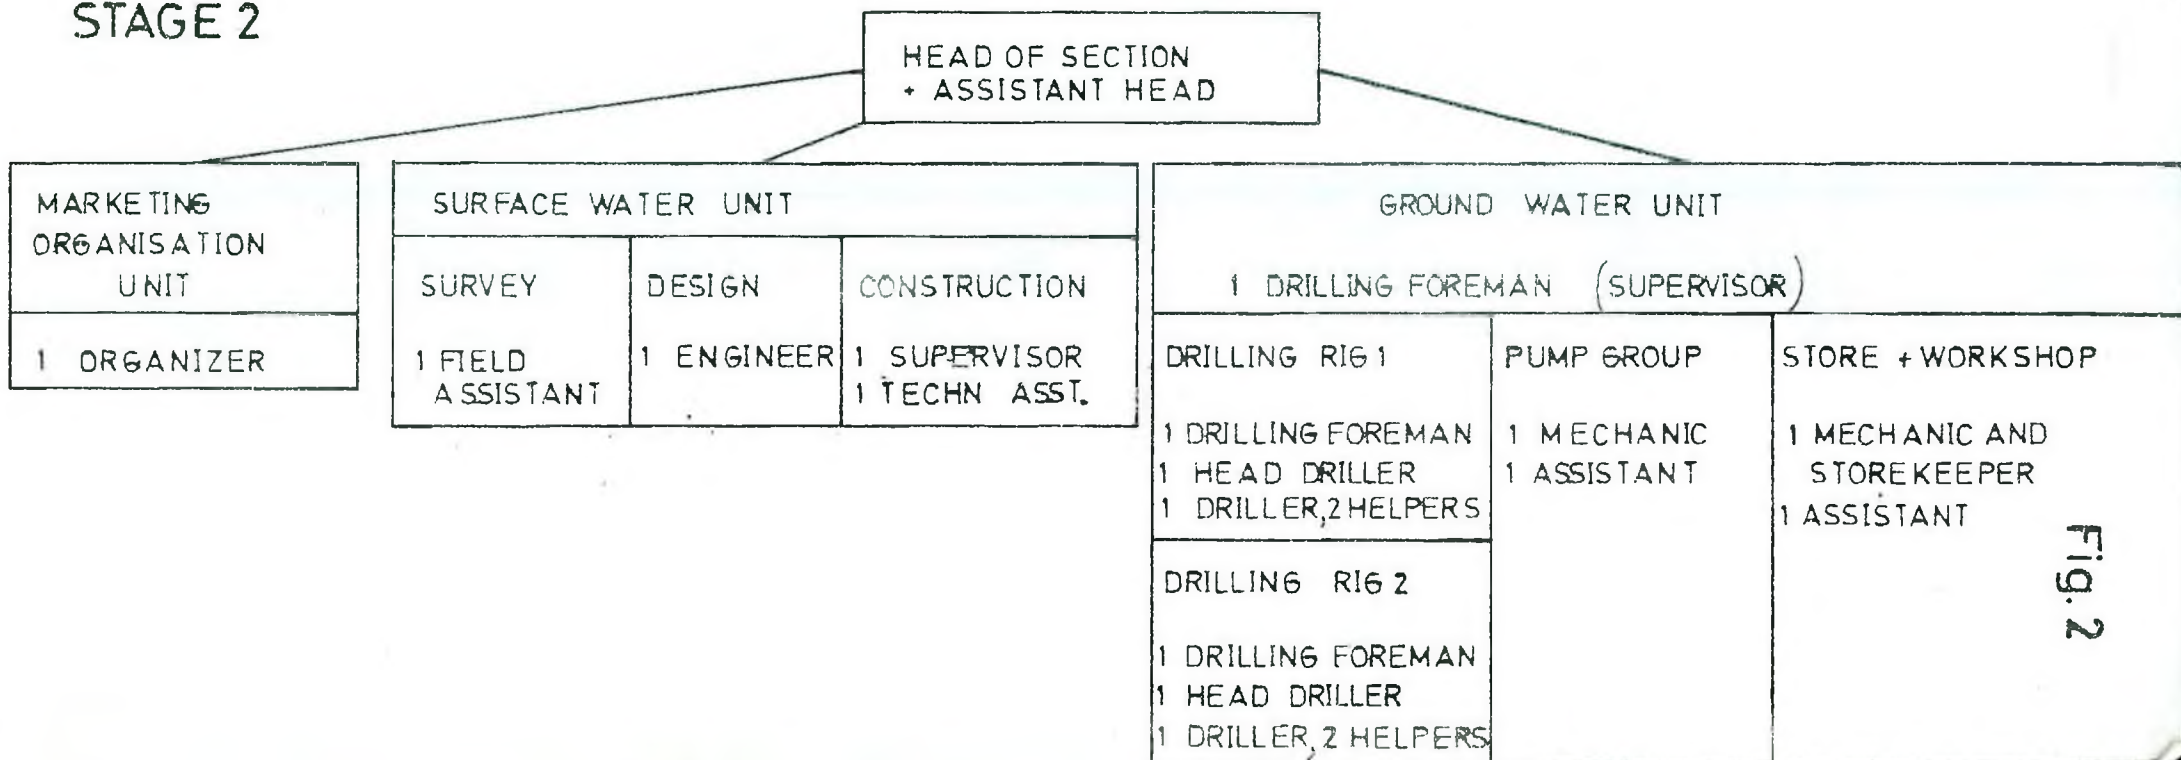 STAGE 2
HEAD OF SECTION
+ ASSISTANT HEAD
MARKETING
ORGANISATION
UNIT
1 ORGANIZER
SURFACE WATER UNIT
SURVEY
1 FIELD
ASSISTANT
DESIGN
1 ENGINEER
CONSTRUCTION
1 SUPERVISOR
1 TECHN ASST.
GROUND WATER UNIT
1 DRILLING FOREMAN (SUPERVISOR)
DRILLING RIG 1
1 DRILLING FOREMAN
1 HEAD DRILLER
1 DRILLER, 2 HELPERS
DRILLING RIG 2
1 DRILLING FOREMAN
1 HEAD DRILLER
1 DRILLER, 2 HELPERS
PUMP GROUP
1 MECHANIC
1 ASSISTANT
STORE + WORKSHOP
1 MECHANIC AND
STOREKEEPER
1 ASSISTANT
Fig. 2